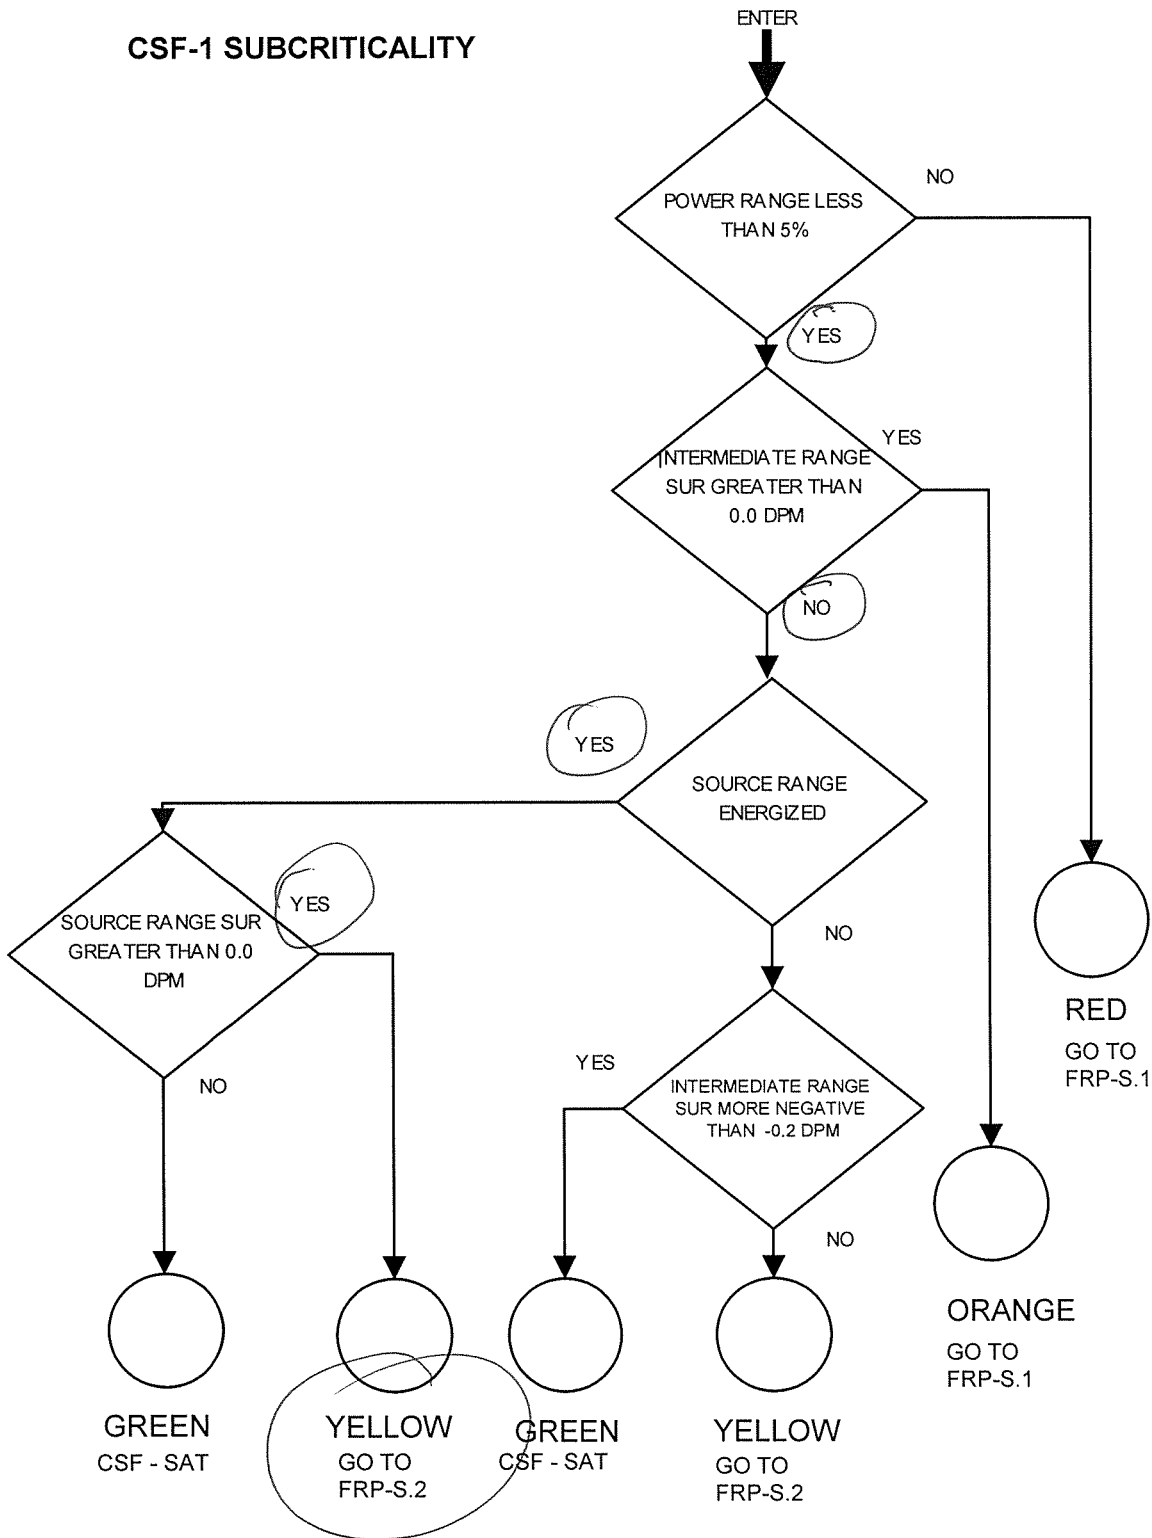 ENTER
CSF-1 SUBCRITICALITY
NO
POWER RANGE LESS
THAN 5%
YES
YES
INTERMEDIATE RANGE
SUR GREATER THAN
0.0 DPM
NO
YES
SOURCE RANGE
ENERGIZED
YES
SOURCE RANGE SUR
GREATER THAN 0.0
DPM
NO
NO
YES
INTERMEDIATE RANGE
SUR MORE NEGATIVE
THAN -0.2 DPM
NO
RED
GO TO
FRP-S.1
ORANGE
GO TO
FRP-S.1
GREEN
CSF - SAT
YELLOW
GO TO
FRP-S.2
GREEN
CSF - SAT
YELLOW
GO TO
FRP-S.2